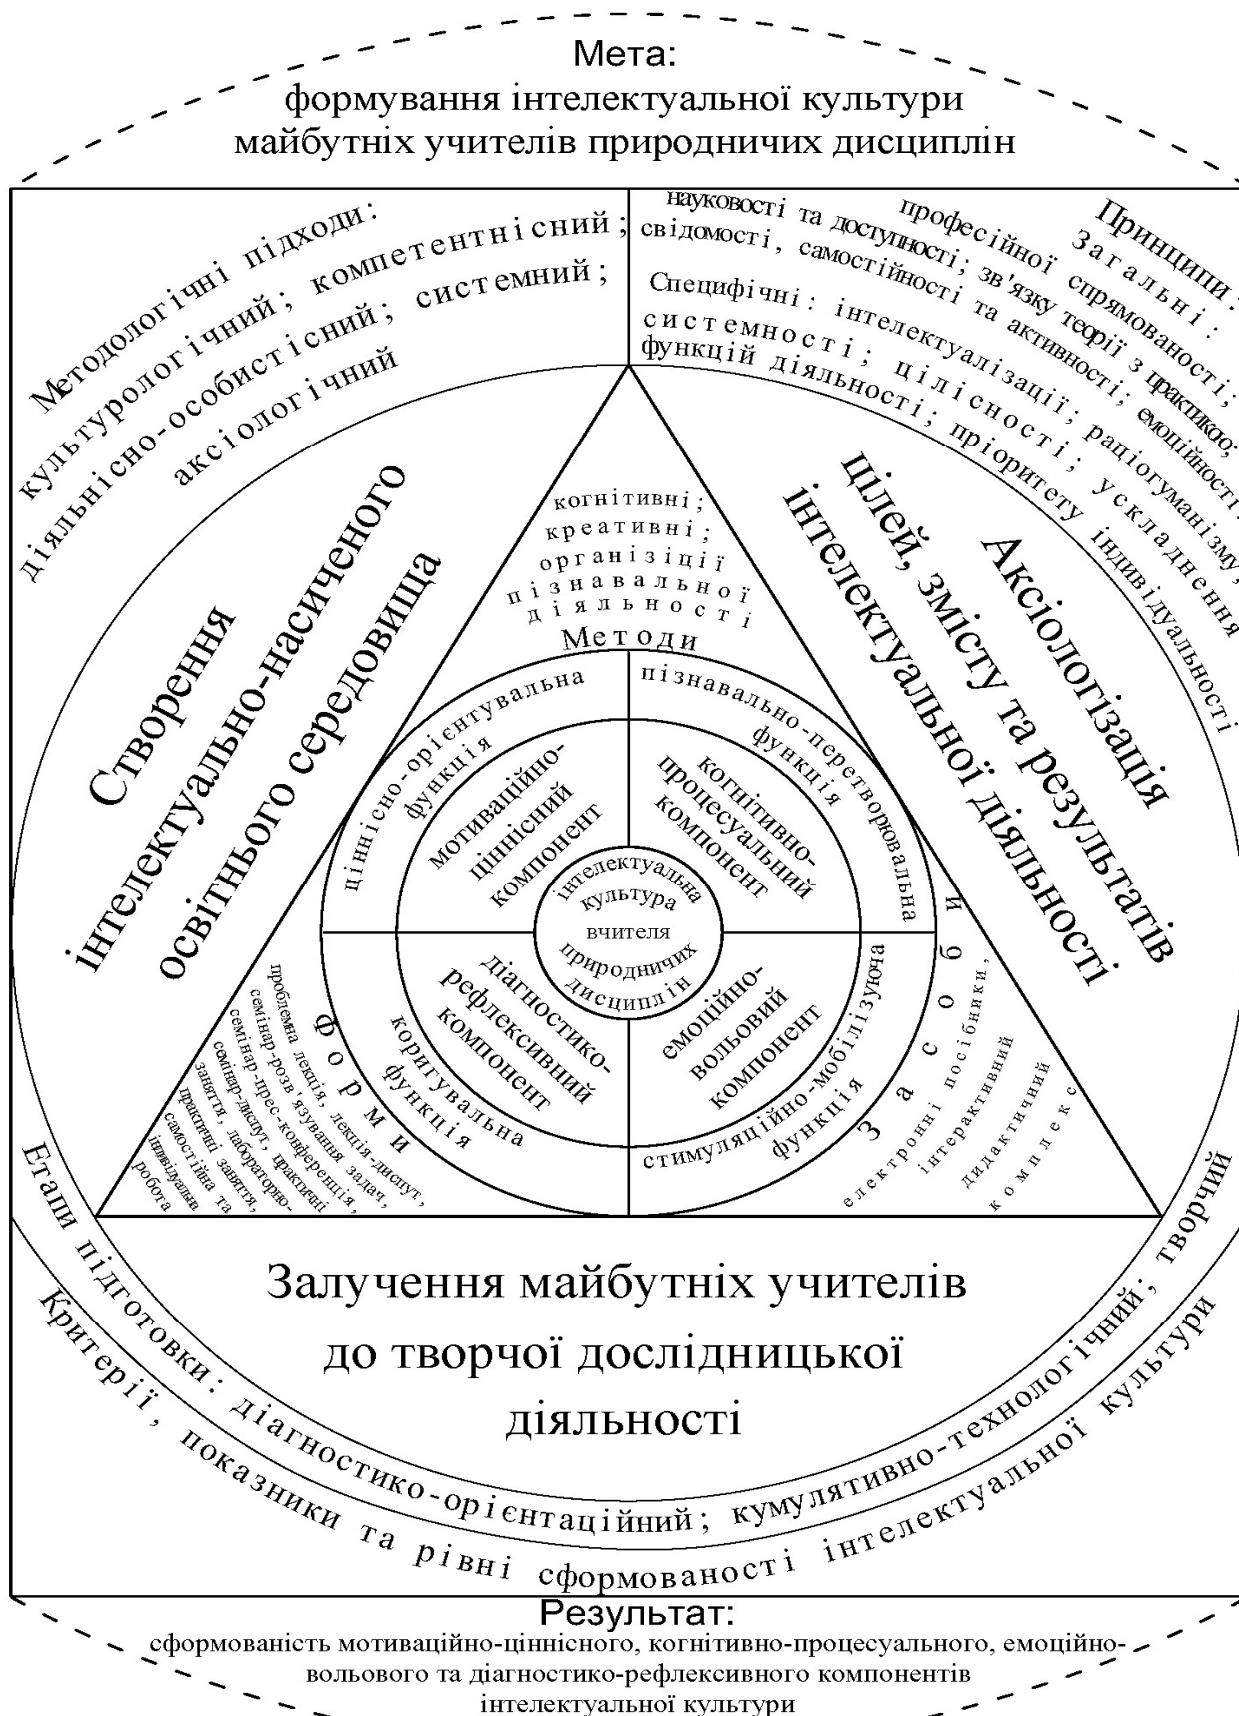 Мета:
формування інтелектуальної культури
майбутніх учителів природничих дисциплін
Методологічні підходи:
культурологічний; компетентнісний;
діяльнісно-особистісний; системний;
аксіологічний
Принципи:
Загальні:
професійної спрямованості;
науковості та доступності; зв'язку теорії з практикою;
свідомості, самостійності та активності; емоційності.
Специфічні: інтелектуалізації; раціогуманізму;
системності; цілісності; ускладнення
функцій діяльності; пріоритету індивідуальності
Створення
інтелектуально-насиченого
освітнього середовища
Аксіологізація
цілей, змісту та результатів
інтелектуальної діяльності
когнітивні;
креативні;
організіції
пізнавальної
діяльності
Методи
ціннісно-орієнтувальна
функція
пізнавально-перетворювальна
функція
мотиваційно-
ціннісний
компонент
когнітивно-
процесуальний
компонент
інтелектуальна
культура
вчителя
природничих
дисциплін
діагностико-
рефлексивний
компонент
емоційно-
вольовий
компонент
коригувальна
функція
стимуляційно-мобілізуюча
функція
Форми
проблемна лекція, лекція-диспут,
семінар-розв'язування задач,
семінар-прес-конференція,
семінар-диспут, практичні
заняття, лабораторно-
практичні заняття,
самостійна та
індивідуальна
робота
Засоби
електронні посібники,
інтерактивний
дидактичний
комплекс
Залучення майбутніх учителів
до творчої дослідницької
діяльності
Етапи підготовки: діагностико-орієнтаційний; кумулятивно-технологічний; творчий
Критерії, показники та рівні сформованості інтелектуальної культури
Результат:
сформованість мотиваційно-ціннісного, когнітивно-процесуального, емоційно-
вольового та діагностико-рефлексивного компонентів
інтелектуальної культури